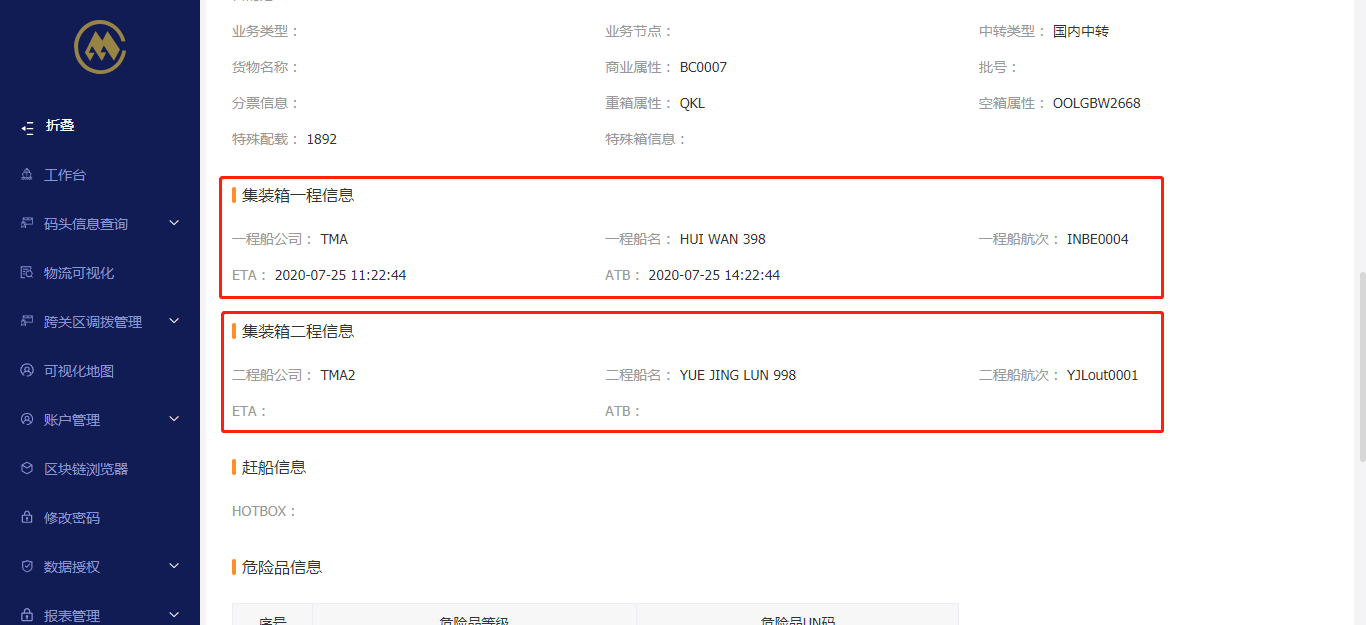 折叠
工作台
码头信息查询
物流可视化
跨关区调拨管理
可视化地图
账户管理
区块链浏览器
修改密码
数据授权
报表管理
业务类型： 业务节点： 中转类型： 国内中转
货物名称： 商业属性： BC0007 批号：
分票信息： 重箱属性： QKL 空箱属性： OOLGBW2668
特殊配载： 1892 特殊箱信息：
集装箱一程信息
一程船公司： TMA 一程船名： HUI WAN 398 一程船航次： INBE0004
ETA： 2020-07-25 11:22:44 ATB： 2020-07-25 14:22:44
集装箱二程信息
二程船公司： TMA2 二程船名： YUE JING LUN 998 二程船航次： YJLout0001
ETA： ATB：
赶船信息
HOTBOX：
危险品信息
序号 危险品等级 危险品UN码